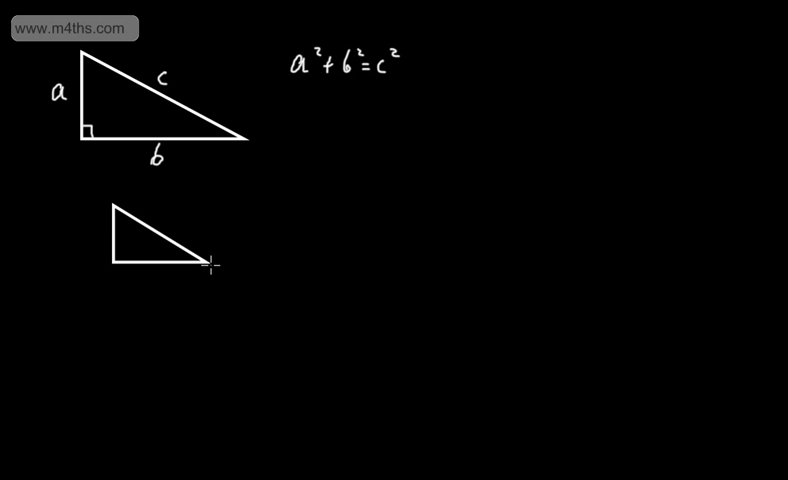 www.m4ths.com
a² + b² = c²
c
a
b